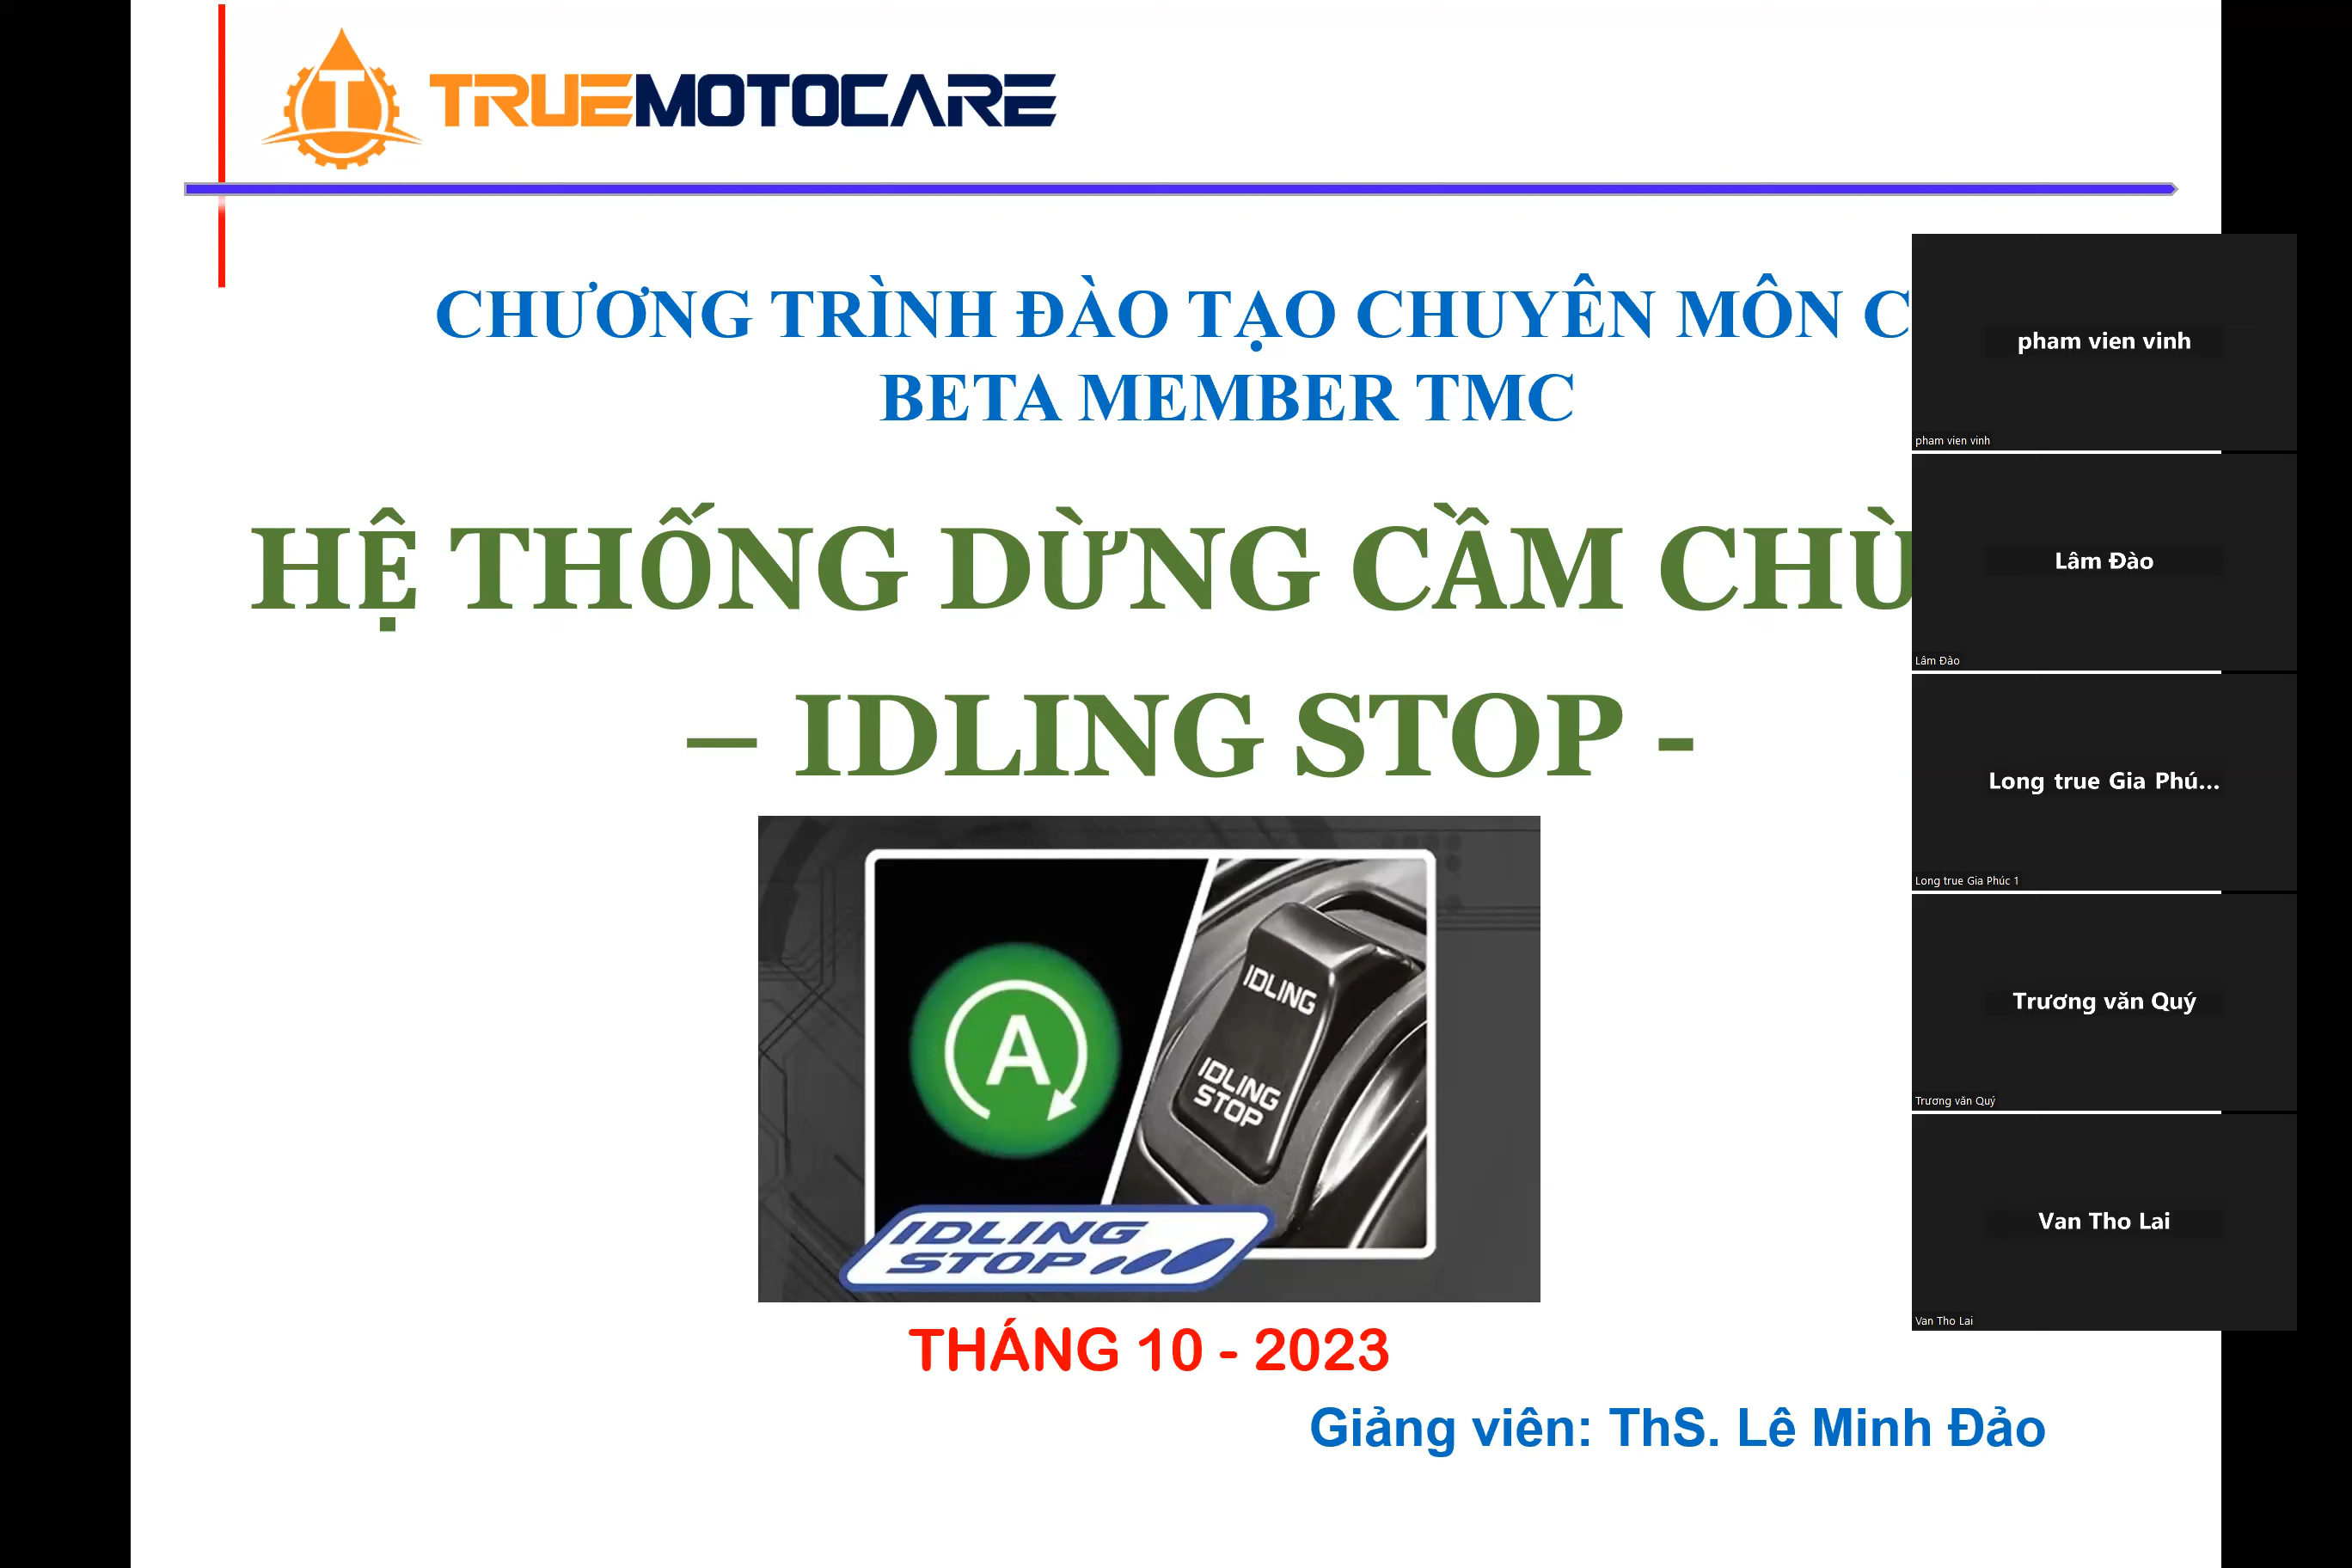 T
TRUEMOTOCARE
CHƯƠNG TRÌNH ĐÀO TẠO CHUYÊN MÔN
BETA MEMBER TMC
HỆ THỐNG DỪNG CẦM
– IDLING STOP -
A
IDLING
IDLING
STOP
IDLING
STOP
THÁNG 10 - 2023
Giảng viên: ThS. Lê Minh Đảo
pham vien vinh
pham vien vinh
Lâm Đào
Lâm Đào
Long true Gia Phú...
Long true Gia Phúc 1
Trương văn Quý
Trương văn Quý
Van Tho Lai
Van Tho Lai